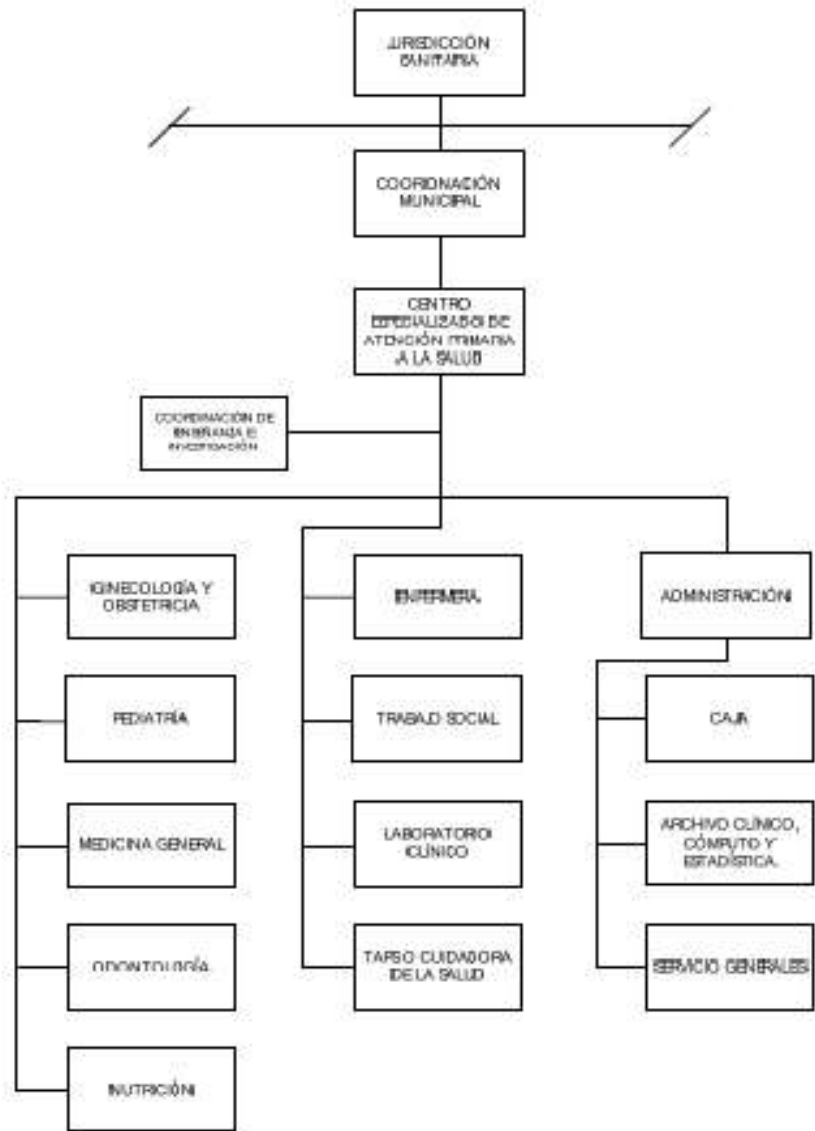 JURISDICCIÓN
SANITARIA
COORDINACIÓN
MUNICIPAL
CENTRO
ESPECIALIZADOS DE
ATENCIÓN PRIMARIA
A LA SALUD
COORDINACIÓN DE
ENSEÑANZA E
INVESTIGACIÓN
GINECOLOGÍA Y
OBSTETRICIA
ENFERMERA.
ADMINISTRACIÓN
PEDIATRÍA
TRABAJO SOCIAL
CAJA
MEDICINA GENERAL
LABORATORIO
CLÍNICO
ARCHIVO CLÍNICO,
CÓMPUTO Y
ESTADÍSTICA.
ODONTOLOGÍA
TAPSO CUIDADORA
DE LA SALUD
SERVICIO GENERALES
NUTRICIÓN